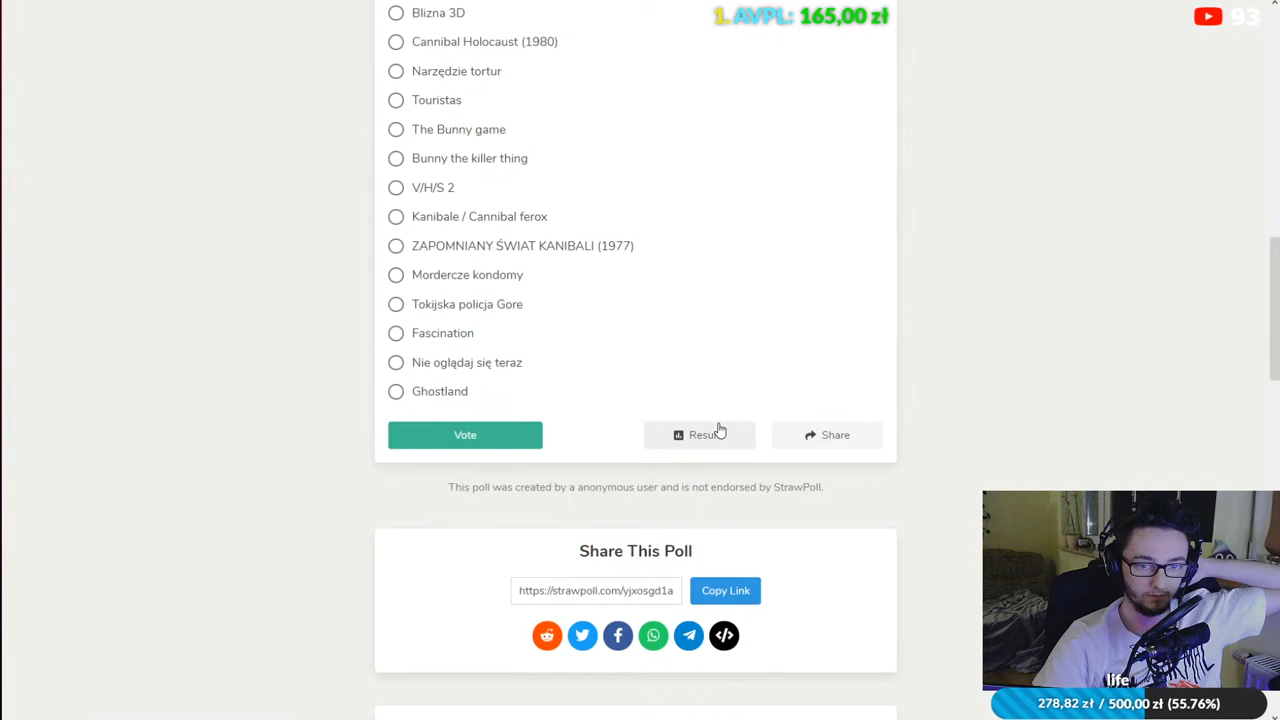 Blizna 3D
1. AVPL: 165,00 zł
93
Cannibal Holocaust (1980)
Narzędzie tortur
Touristas
The Bunny game
Bunny the killer thing
V/H/S 2
Kanibale / Cannibal ferox
ZAPOMNIANY ŚWIAT KANIBALI (1977)
Mordercze kondomy
Tokijska policja Gore
Fascination
Nie oglądaj się teraz
Ghostland
Vote
Share
This poll was created by a anonymous user and is not endorsed by StrawPoll.
Share This Poll
https://strawpoll.com/yjxosgd1a
Copy Link
life
278,82 zł / 500,00 zł (55.76%)